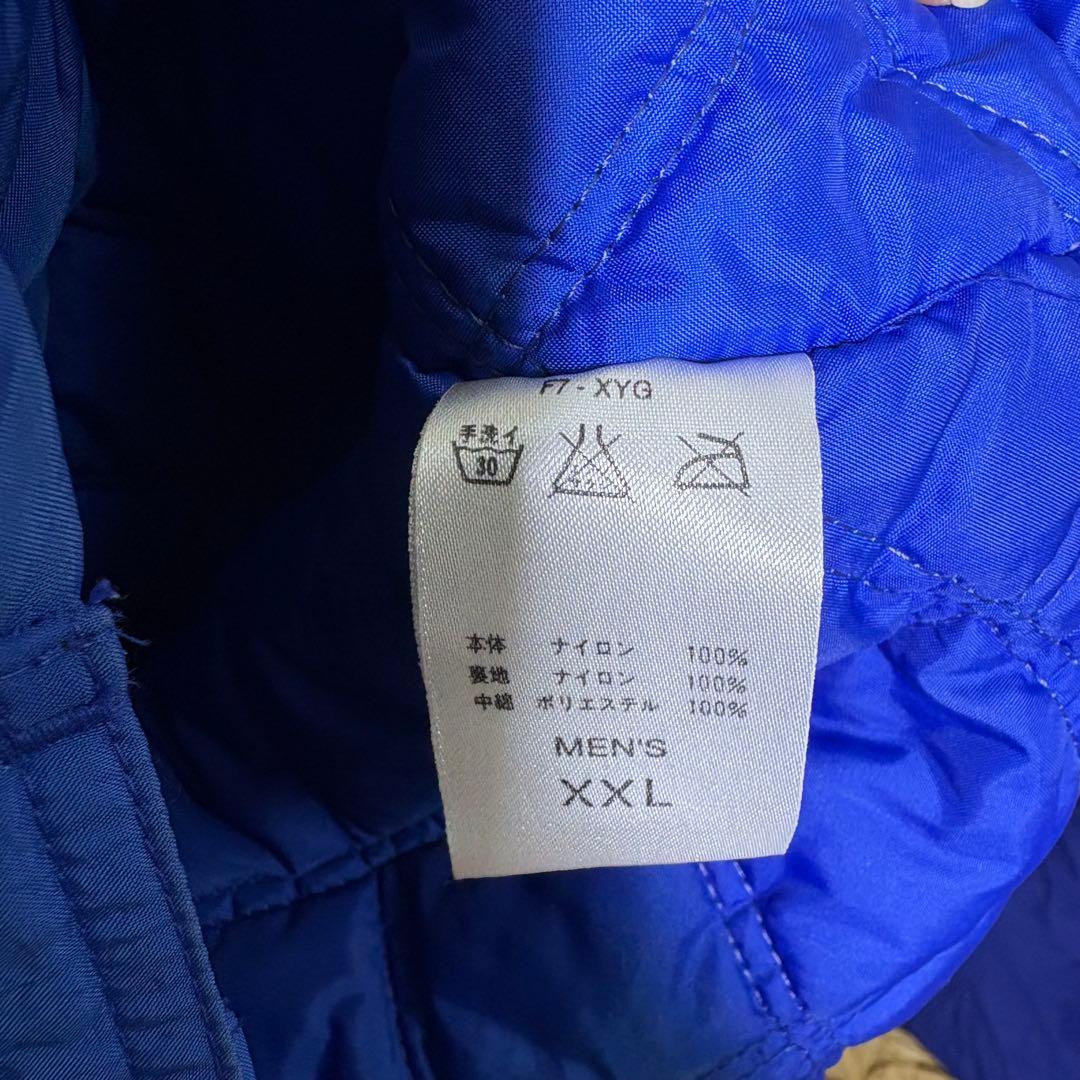 F7-XYG
手洗イ
30
本体 ナイロン 100%
裏地 ナイロン 100%
中綿 ポリエステル 100%
MEN'S
XXL